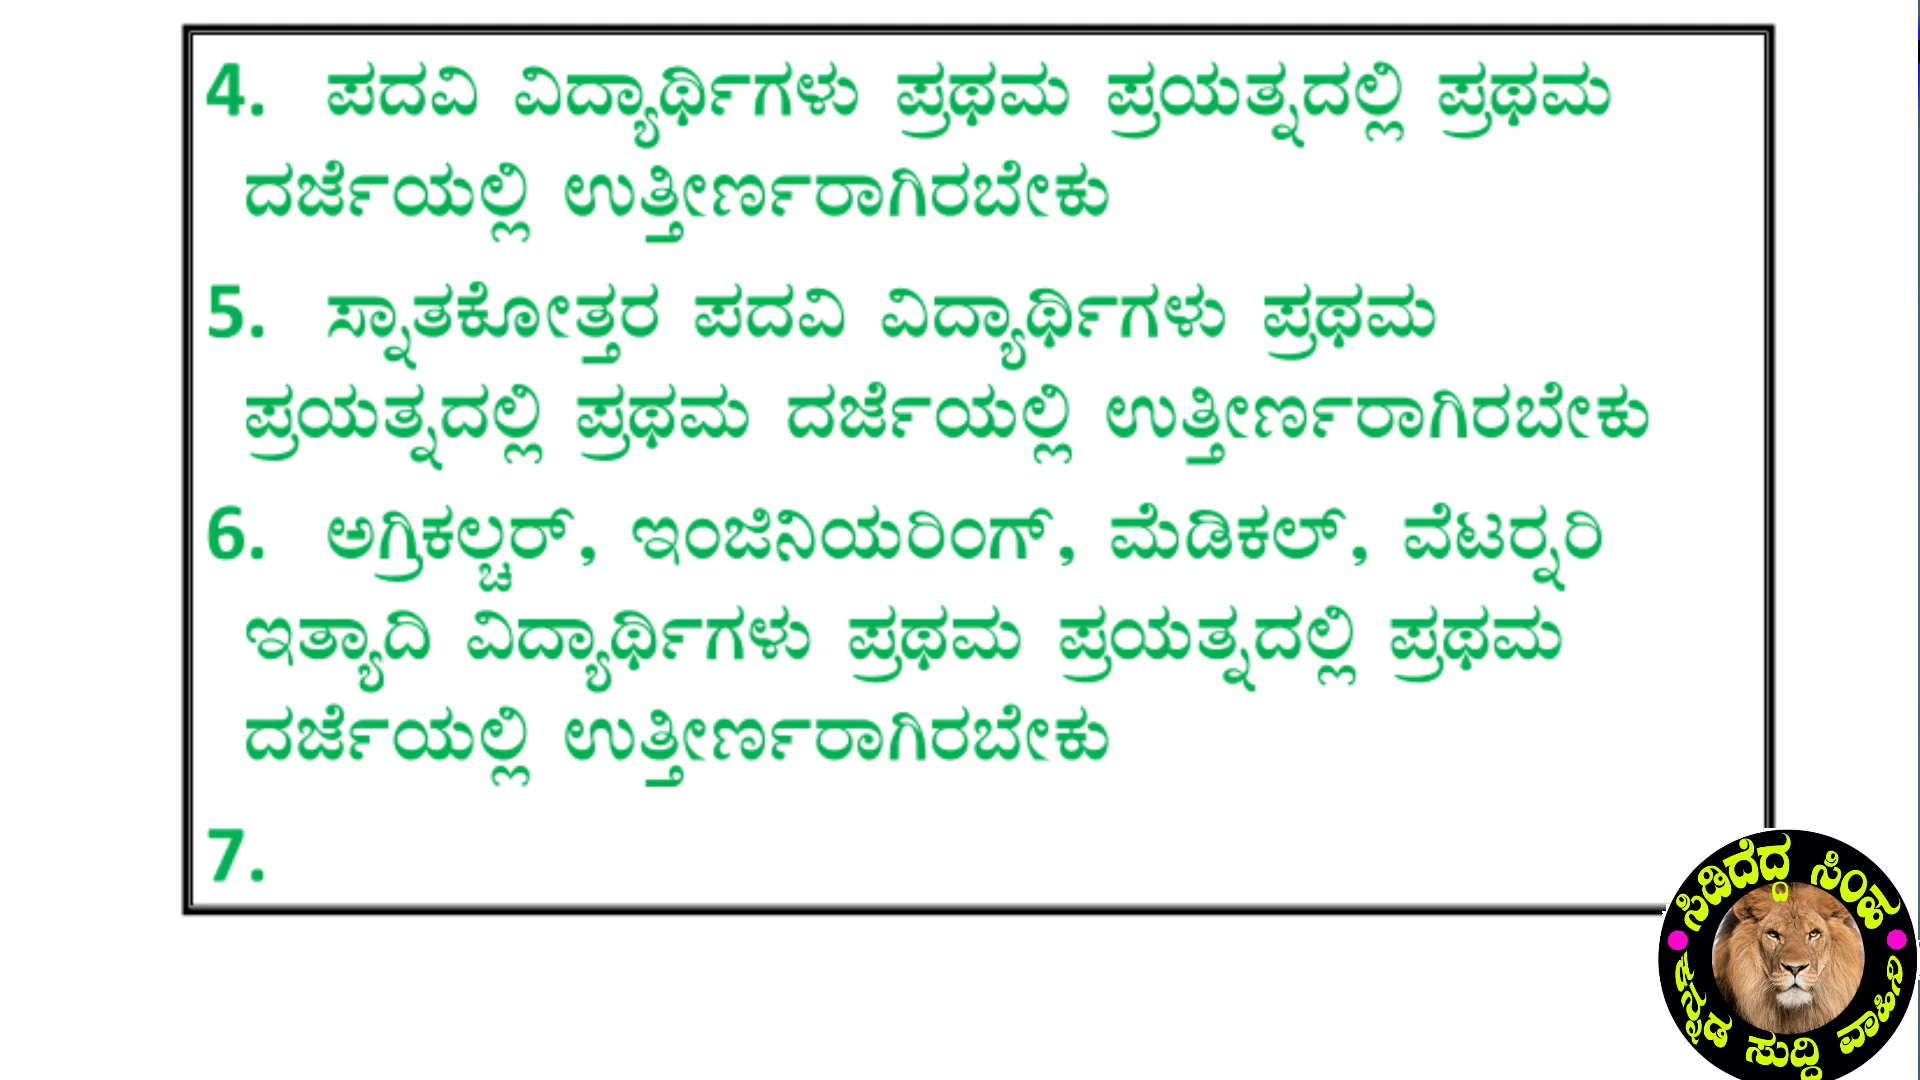 4. ಪದವಿ ವಿದ್ಯಾರ್ಥಿಗಳು ಪ್ರಥಮ ಪ್ರಯತ್ನದಲ್ಲಿ ಪ್ರಥಮ
ದರ್ಜೆಯಲ್ಲಿ ಉತ್ತೀರ್ಣರಾಗಿರಬೇಕು
5. ಸ್ನಾತಕೋತ್ತರ ಪದವಿ ವಿದ್ಯಾರ್ಥಿಗಳು ಪ್ರಥಮ
ಪ್ರಯತ್ನದಲ್ಲಿ ಪ್ರಥಮ ದರ್ಜೆಯಲ್ಲಿ ಉತ್ತೀರ್ಣರಾಗಿರಬೇಕು
6. ಅಗ್ರಿಕಲ್ಚರ್, ಇಂಜಿನಿಯರಿಂಗ್, ಮೆಡಿಕಲ್, ವೆಟರ‍್ನರಿ
ಇತ್ಯಾದಿ ವಿದ್ಯಾರ್ಥಿಗಳು ಪ್ರಥಮ ಪ್ರಯತ್ನದಲ್ಲಿ ಪ್ರಥಮ
ದರ್ಜೆಯಲ್ಲಿ ಉತ್ತೀರ್ಣರಾಗಿರಬೇಕು
7.
ಸಿಡಿದೆದ್ದ ಸಿಂಹ
ಕನ್ನಡ ಸುದ್ದಿ ವಾಹಿನಿ